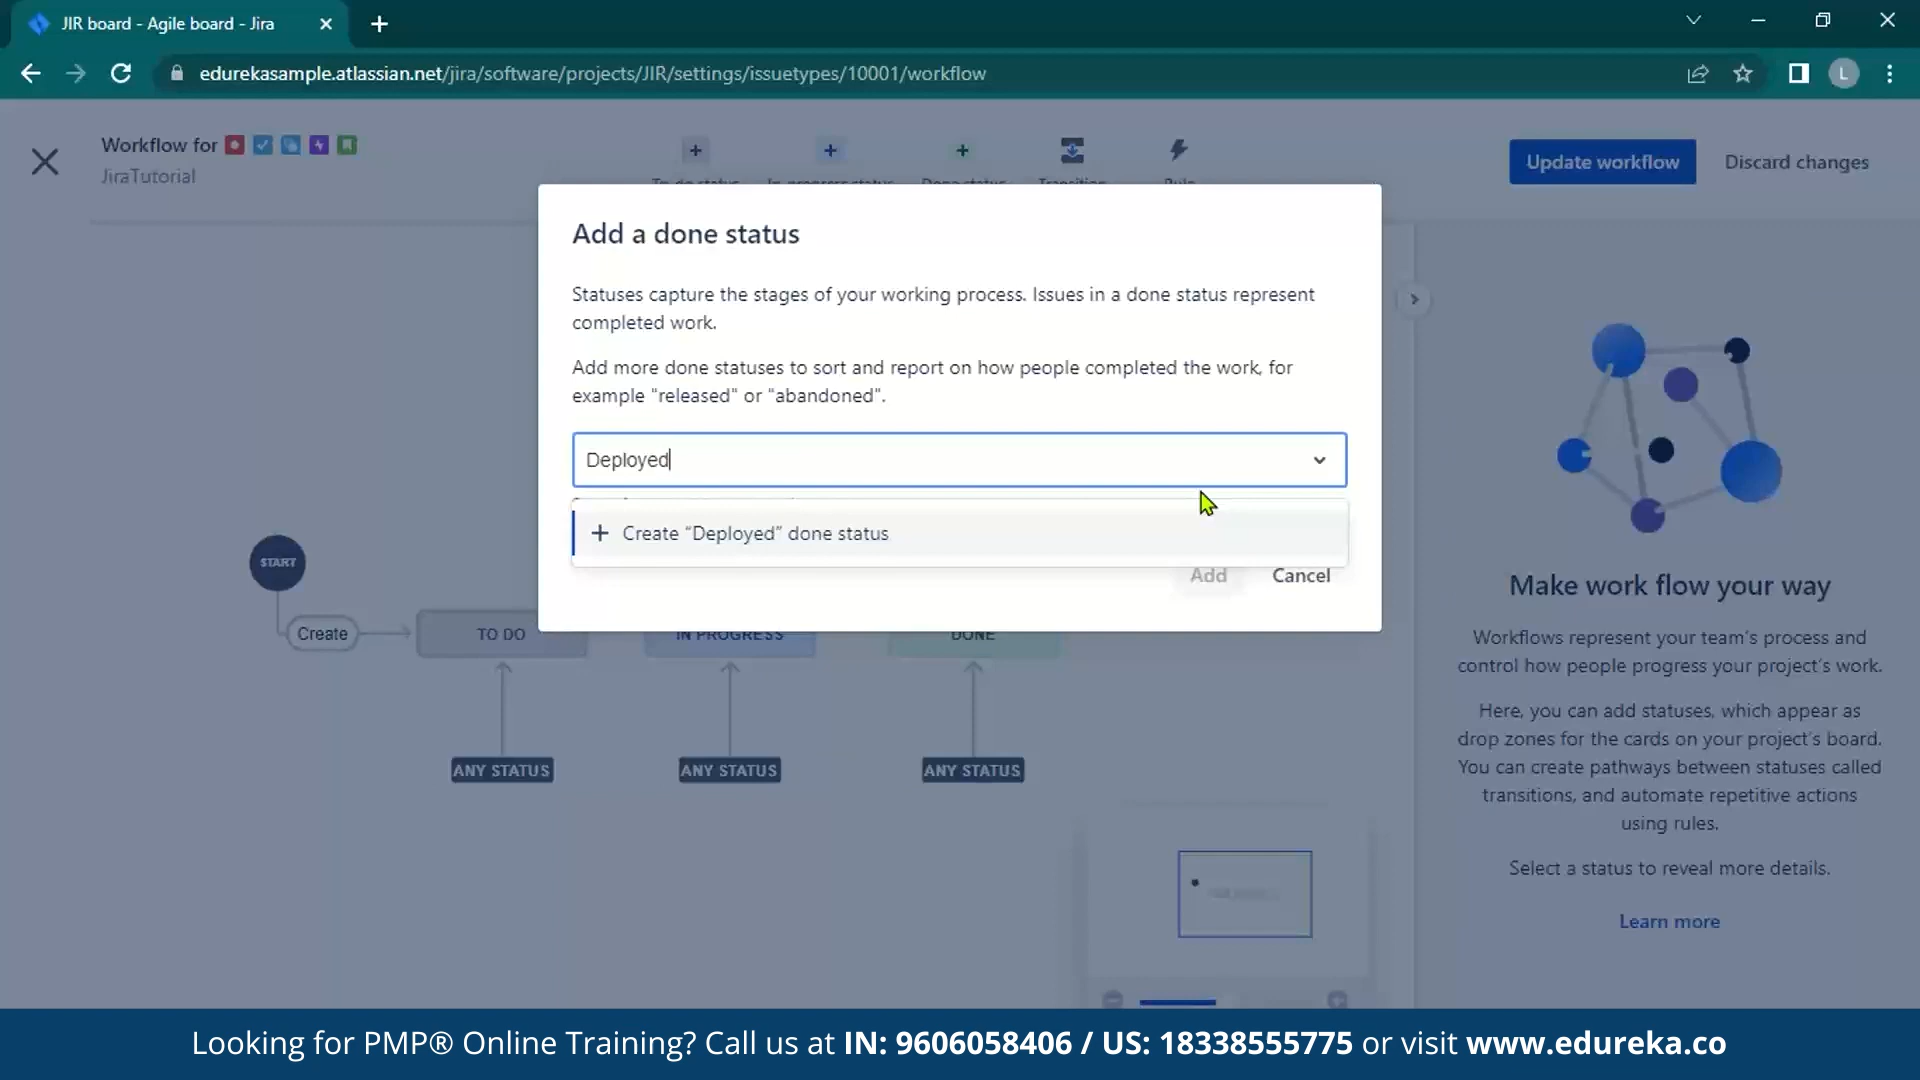 JIR board - Agile board - Jira
edurekasample.atlassian.net/jira/software/projects/JIR/settings/issuetypes/10001/workflow
L
Workflow for
JiraTutorial
Update workflow
Discard changes
Add a done status
Statuses capture the stages of your working process. Issues in a done status represent
completed work.
Add more done statuses to sort and report on how people completed the work, for
example "released" or "abandoned".
Deployed
Create "Deployed" done status
Add
Cancel
START
Create
TO DO
IN PROGRESS
DONE
ANY STATUS
ANY STATUS
ANY STATUS
Make work flow your way
Workflows represent your team's process and
control how people progress your project's work.
Here, you can add statuses, which appear as
drop zones for the cards on your project's board.
You can create pathways between statuses called
transitions, and automate repetitive actions
using rules.
Select a status to reveal more details.
Learn more
Looking for PMP® Online Training? Call us at IN: 9606058406 / US: 18338555775 or visit www.edureka.co